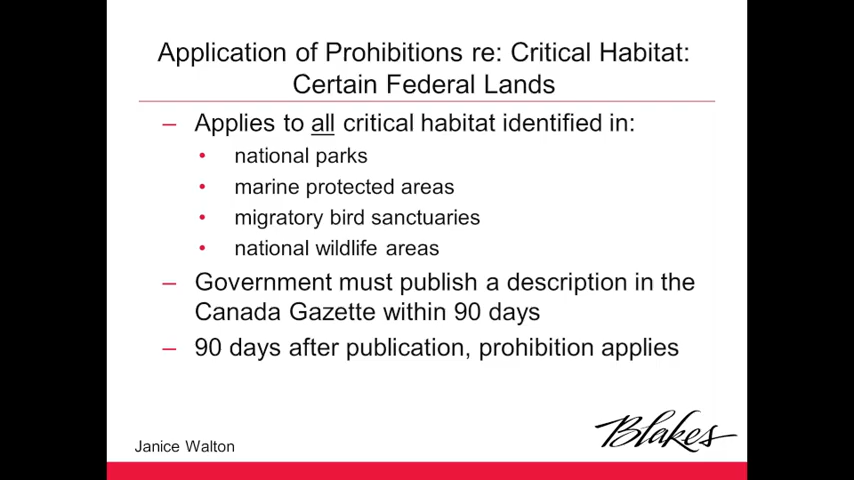 Application of Prohibitions re: Critical Habitat:
Certain Federal Lands
– Applies to all critical habitat identified in:
• national parks
• marine protected areas
• migratory bird sanctuaries
• national wildlife areas
– Government must publish a description in the
Canada Gazette within 90 days
– 90 days after publication, prohibition applies
Blakes
Janice Walton